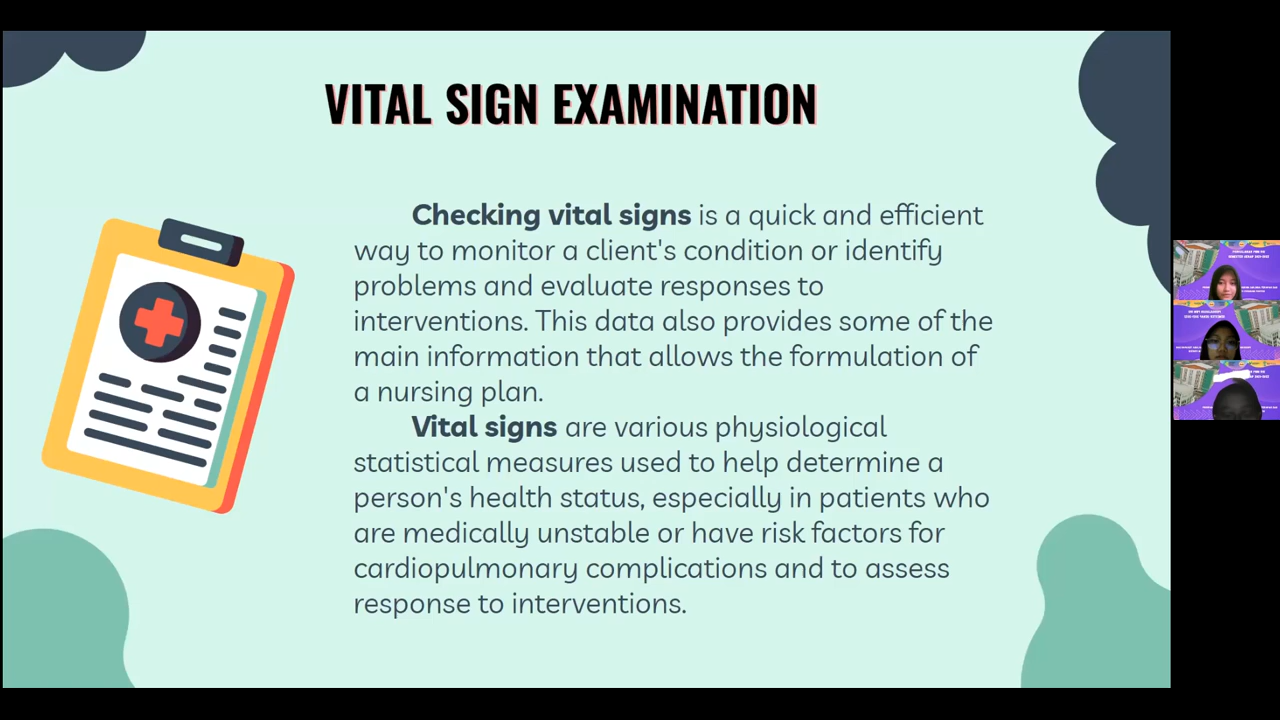 VITAL SIGN EXAMINATION
Checking vital signs is a quick and efficient
way to monitor a client's condition or identify
problems and evaluate responses to
interventions. This data also provides some of the
main information that allows the formulation of
a nursing plan.
Vital signs are various physiological
statistical measures used to help determine a
person's health status, especially in patients who
are medically unstable or have risk factors for
cardiopulmonary complications and to assess
response to interventions.